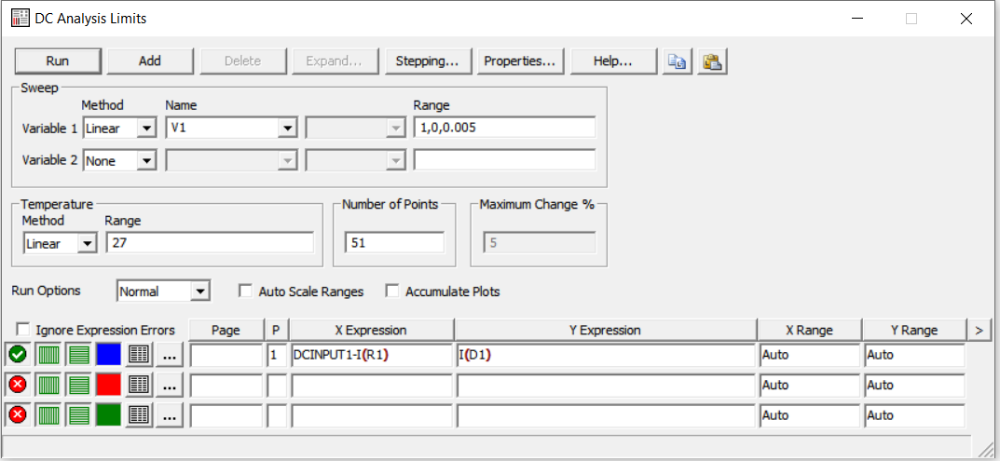 DC Analysis Limits
Run Add Delete Expand... Stepping... Properties... Help...
Sweep
Method Name Range
Variable 1 Linear V1 1,0,0.005
Variable 2 None
Temperature Number of Points Maximum Change %
Method Range
Linear 27 51 5
Run Options Normal Auto Scale Ranges Accumulate Plots
Ignore Expression Errors Page P X Expression Y Expression X Range Y Range >
... 1 DCINPUT1-I(R1) I(D1) Auto Auto
... Auto Auto
... Auto Auto